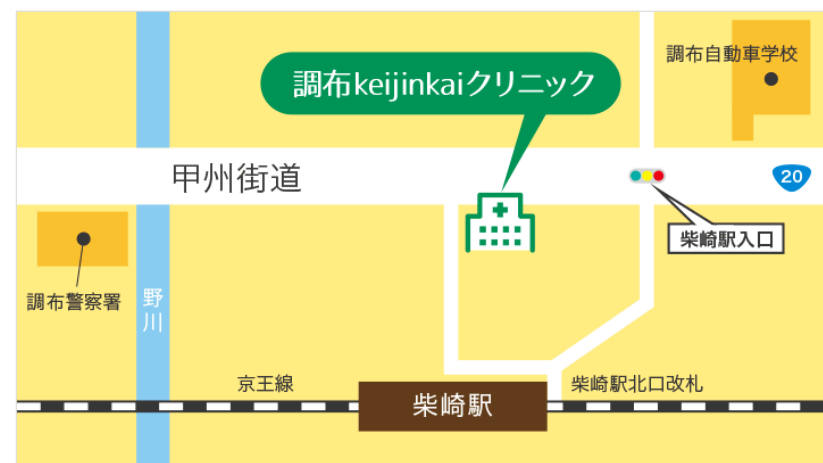 調布自動車学校
調布keijinkaiクリニック
甲州街道
20
柴崎駅入口
調布警察署
野川
京王線
柴崎駅北口改札
柴崎駅